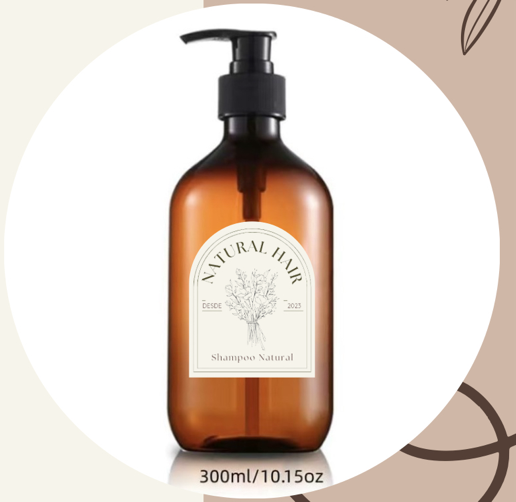 NATURAL HAIR
DESDE 2023
Shampoo Natural
300ml/10.15oz